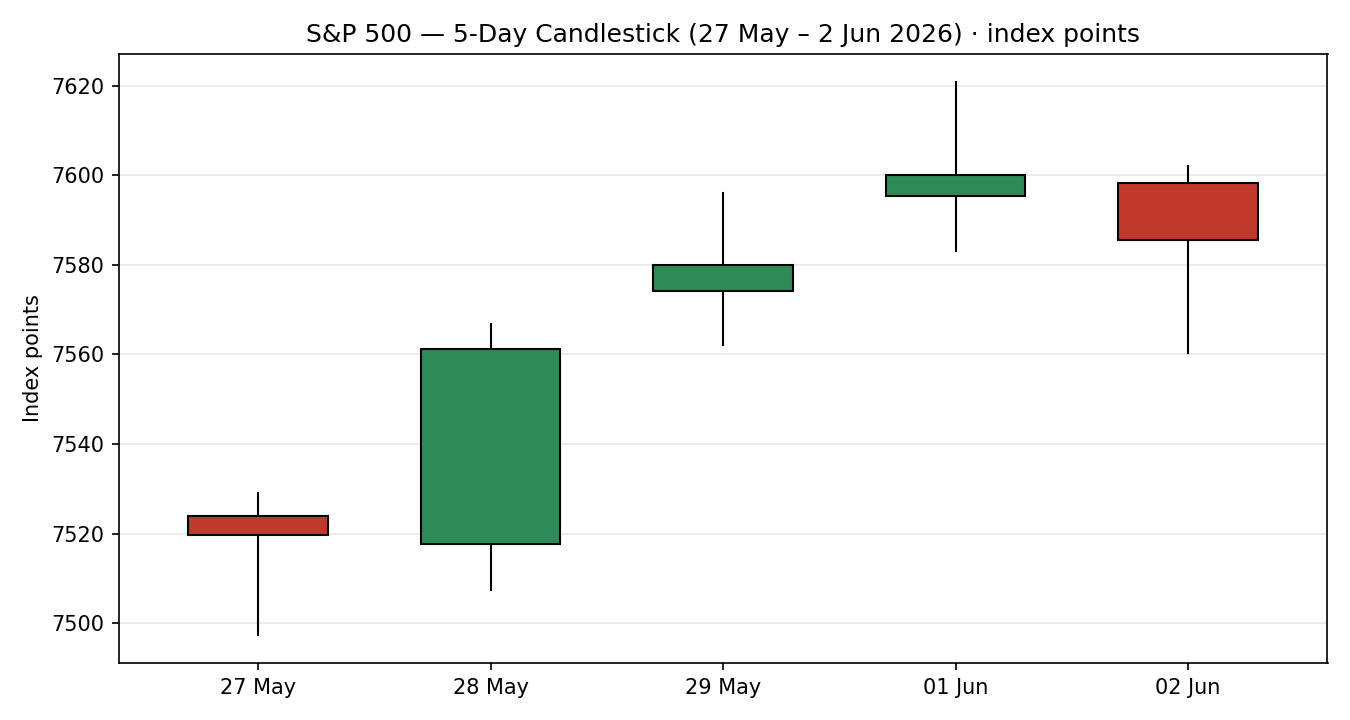 S&P 500 — 5-Day Candlestick (27 May – 2 Jun 2026) · index points
Index points
7620
7600
7580
7560
7540
7520
7500
27 May
28 May
29 May
01 Jun
02 Jun